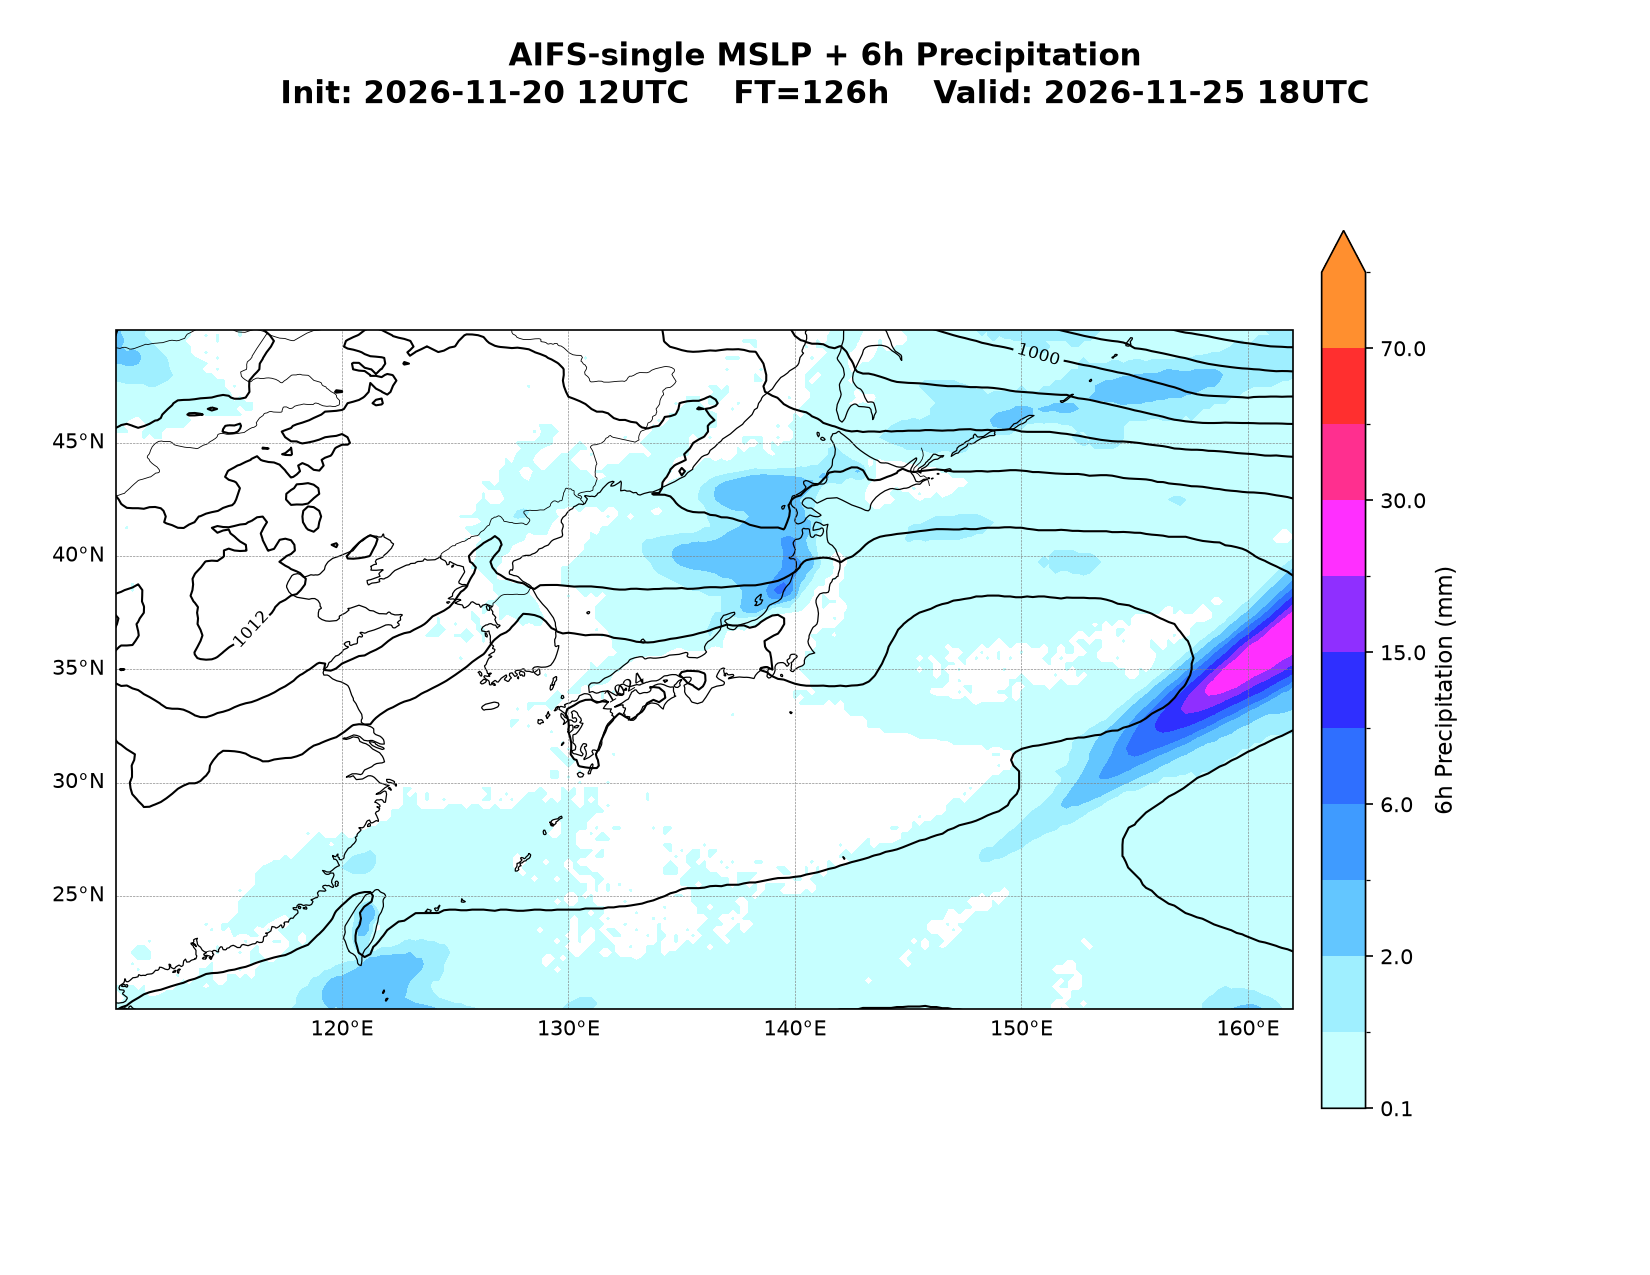 AIFS-single MSLP + 6h Precipitation
Init: 2026-11-20 12UTC    FT=126h    Valid: 2026-11-25 18UTC
1000
1012
1024
45°N
40°N
35°N
30°N
25°N
120°E
130°E
140°E
150°E
160°E
70.0
30.0
15.0
6.0
2.0
0.1
6h Precipitation (mm)